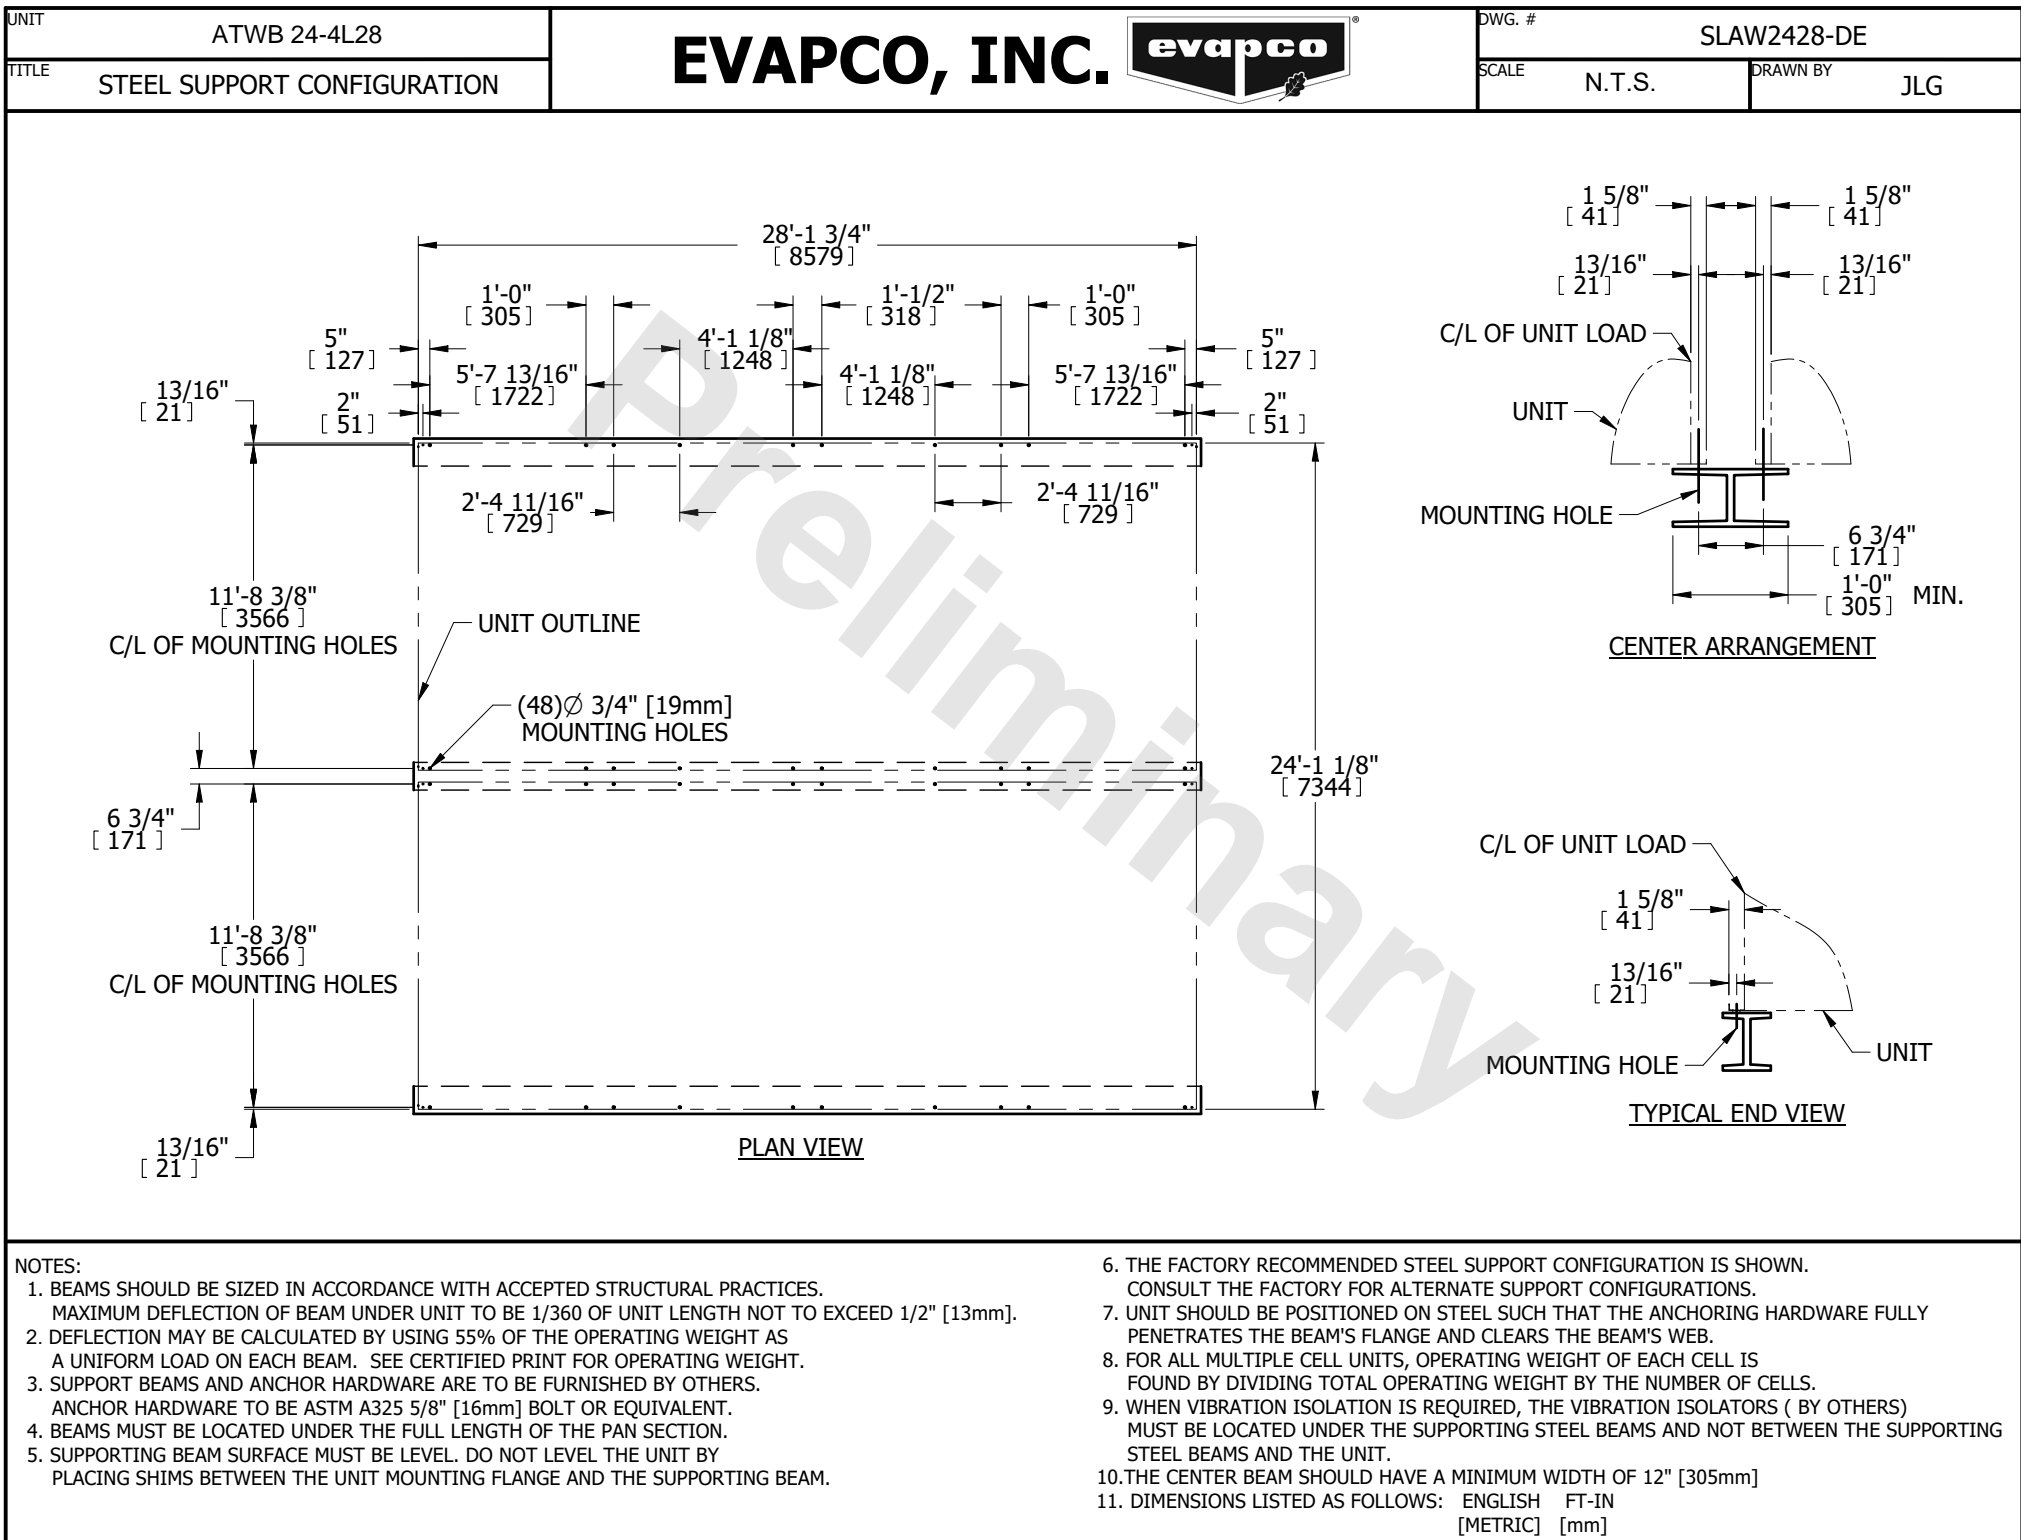 UNIT
ATWB 24-4L28
TITLE
STEEL SUPPORT CONFIGURATION
EVAPCO, INC.
evapco
®
DWG. #
SLAW2428-DE
SCALE
N.T.S.
DRAWN BY
JLG
28'-1 3/4"
[ 8579 ]
1'-0"
[ 305 ]
1'-1/2"
[ 318 ]
1'-0"
[ 305 ]
5"
[ 127 ]
4'-1 1/8"
[ 1248 ]
5"
[ 127 ]
5'-7 13/16"
[ 1722 ]
4'-1 1/8"
[ 1248 ]
5'-7 13/16"
[ 1722 ]
13/16"
[ 21 ]
2"
[ 51 ]
2"
[ 51 ]
2'-4 11/16"
[ 729 ]
2'-4 11/16"
[ 729 ]
11'-8 3/8"
[ 3566 ]
C/L OF MOUNTING HOLES
UNIT OUTLINE
(48)Ø 3/4" [19mm]
MOUNTING HOLES
6 3/4"
[ 171 ]
24'-1 1/8"
[ 7344 ]
11'-8 3/8"
[ 3566 ]
C/L OF MOUNTING HOLES
13/16"
[ 21 ]
PLAN VIEW
Preliminary
1 5/8"
[ 41 ]
1 5/8"
[ 41 ]
13/16"
[ 21 ]
13/16"
[ 21 ]
C/L OF UNIT LOAD
UNIT
MOUNTING HOLE
6 3/4"
[ 171 ]
1'-0"
[ 305 ] MIN.
CENTER ARRANGEMENT
C/L OF UNIT LOAD
1 5/8"
[ 41 ]
13/16"
[ 21 ]
MOUNTING HOLE
UNIT
TYPICAL END VIEW
NOTES:
1. BEAMS SHOULD BE SIZED IN ACCORDANCE WITH ACCEPTED STRUCTURAL PRACTICES.
MAXIMUM DEFLECTION OF BEAM UNDER UNIT TO BE 1/360 OF UNIT LENGTH NOT TO EXCEED 1/2" [13mm].
2. DEFLECTION MAY BE CALCULATED BY USING 55% OF THE OPERATING WEIGHT AS
A UNIFORM LOAD ON EACH BEAM. SEE CERTIFIED PRINT FOR OPERATING WEIGHT.
3. SUPPORT BEAMS AND ANCHOR HARDWARE ARE TO BE FURNISHED BY OTHERS.
ANCHOR HARDWARE TO BE ASTM A325 5/8" [16mm] BOLT OR EQUIVALENT.
4. BEAMS MUST BE LOCATED UNDER THE FULL LENGTH OF THE PAN SECTION.
5. SUPPORTING BEAM SURFACE MUST BE LEVEL. DO NOT LEVEL THE UNIT BY
PLACING SHIMS BETWEEN THE UNIT MOUNTING FLANGE AND THE SUPPORTING BEAM.
6. THE FACTORY RECOMMENDED STEEL SUPPORT CONFIGURATION IS SHOWN.
CONSULT THE FACTORY FOR ALTERNATE SUPPORT CONFIGURATIONS.
7. UNIT SHOULD BE POSITIONED ON STEEL SUCH THAT THE ANCHORING HARDWARE FULLY
PENETRATES THE BEAM'S FLANGE AND CLEARS THE BEAM'S WEB.
8. FOR ALL MULTIPLE CELL UNITS, OPERATING WEIGHT OF EACH CELL IS
FOUND BY DIVIDING TOTAL OPERATING WEIGHT BY THE NUMBER OF CELLS.
9. WHEN VIBRATION ISOLATION IS REQUIRED, THE VIBRATION ISOLATORS ( BY OTHERS)
MUST BE LOCATED UNDER THE SUPPORTING STEEL BEAMS AND NOT BETWEEN THE SUPPORTING
STEEL BEAMS AND THE UNIT.
10.THE CENTER BEAM SHOULD HAVE A MINIMUM WIDTH OF 12" [305mm]
11. DIMENSIONS LISTED AS FOLLOWS: ENGLISH FT-IN
[METRIC] [mm]